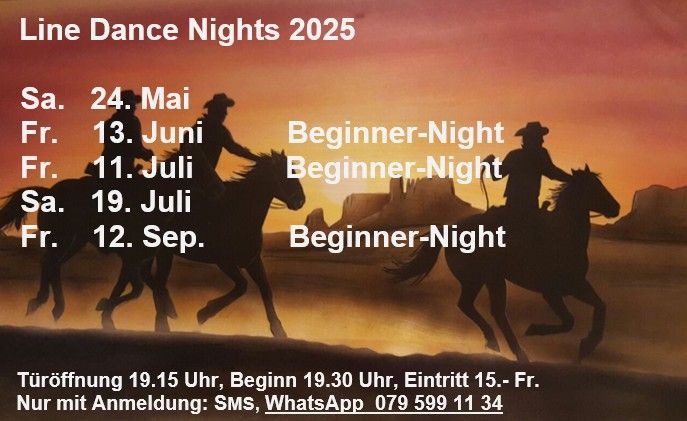 Line Dance Nights 2025
Sa. 24. Mai
Fr. 13. Juni Beginner-Night
Fr. 11. Juli Beginner-Night
Sa. 19. Juli
Fr. 12. Sep. Beginner-Night
Türöffnung 19.15 Uhr, Beginn 19.30 Uhr, Eintritt 15.- Fr.
Nur mit Anmeldung: SMS, WhatsApp 079 599 11 34